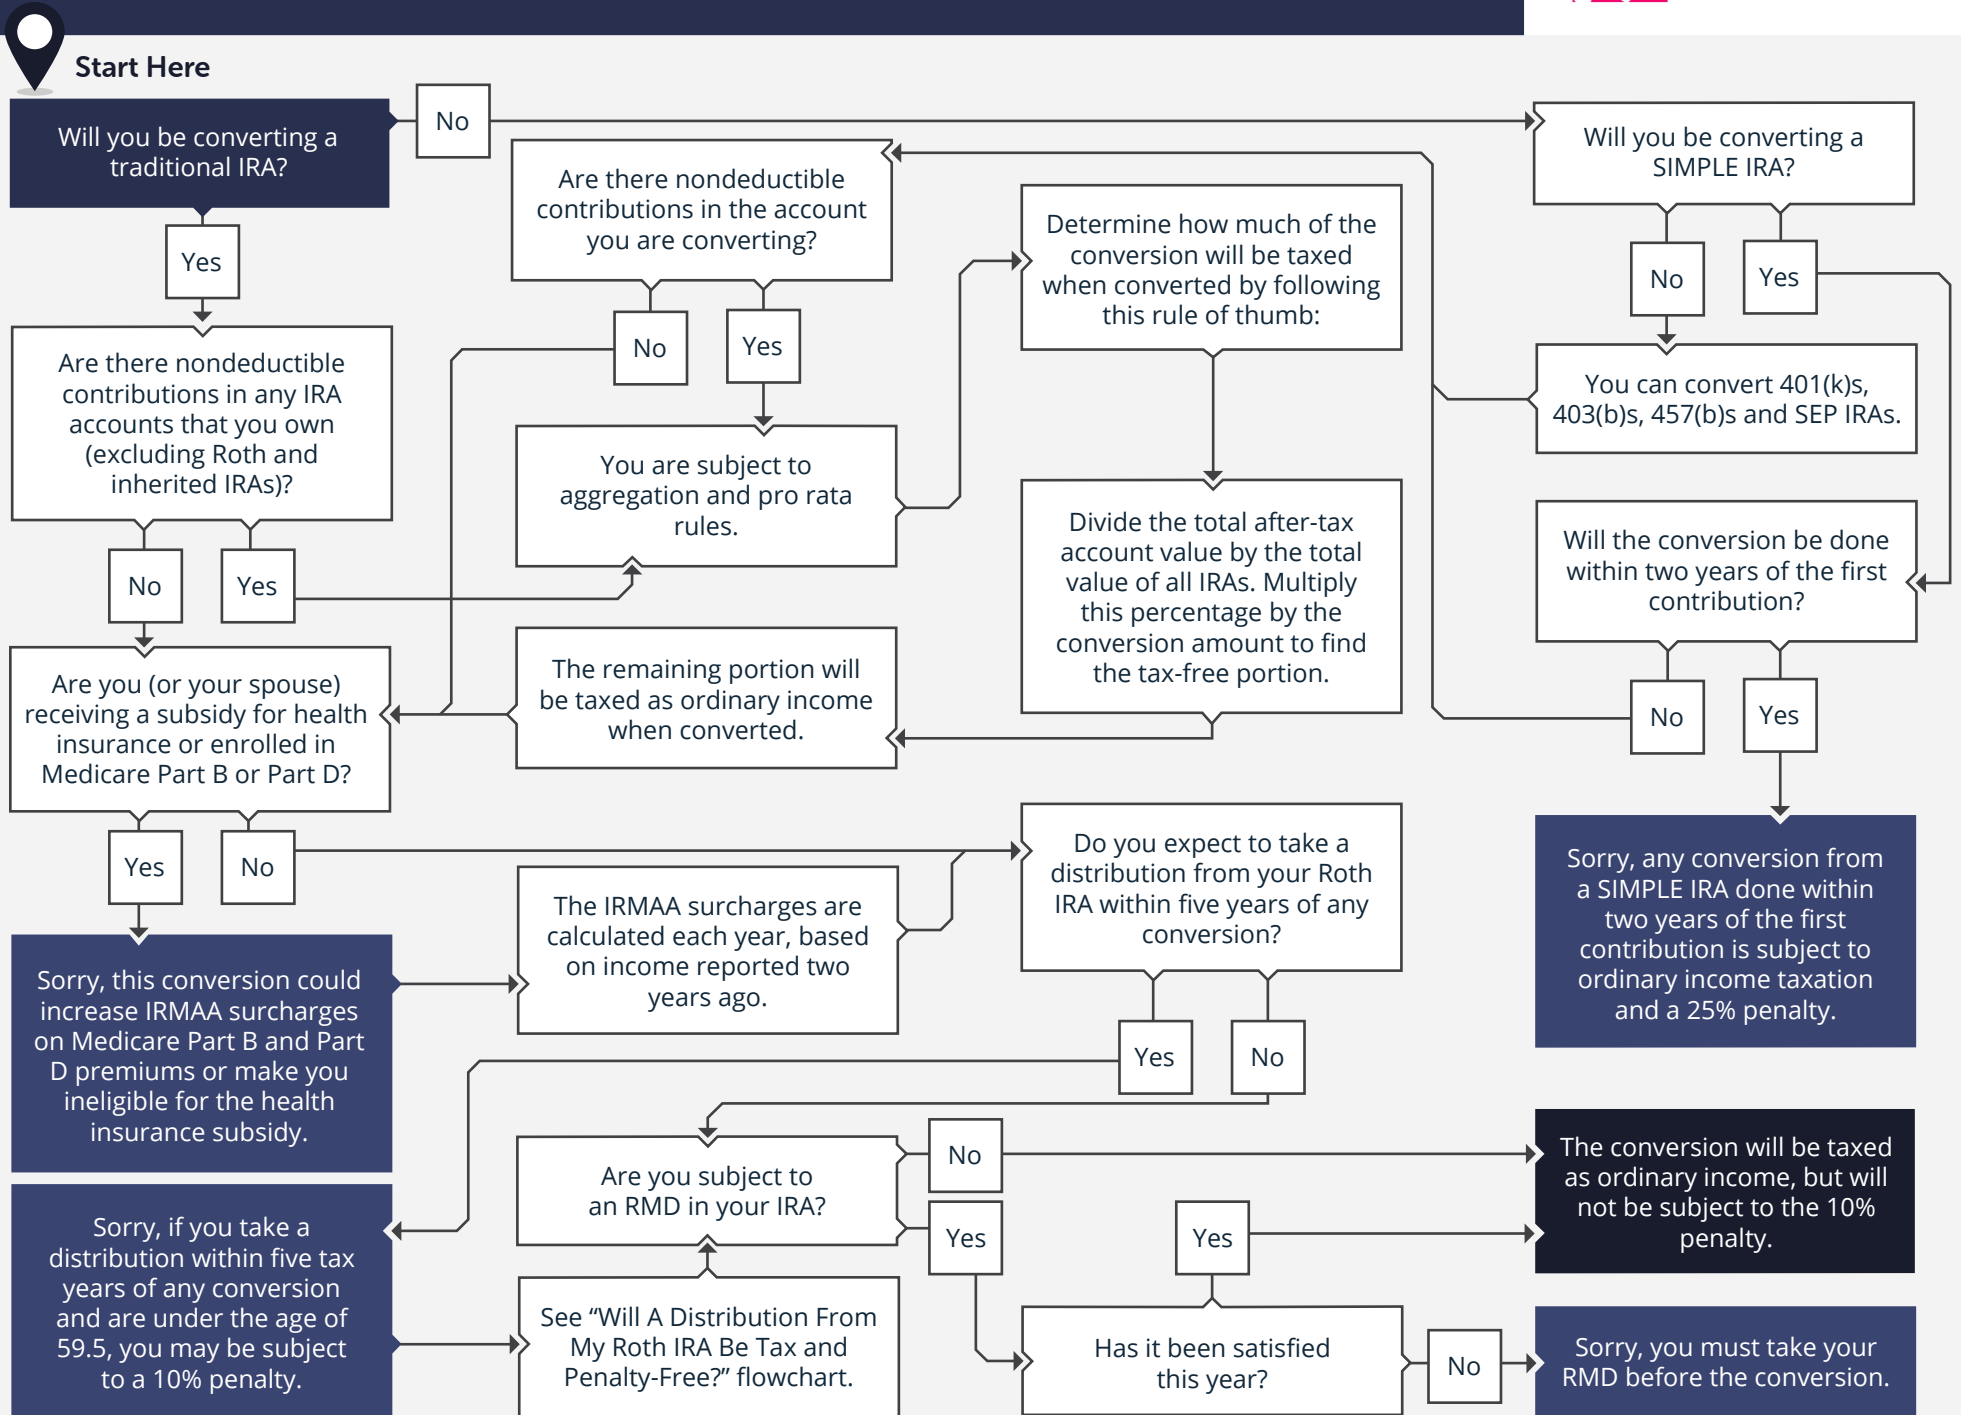 Start Here
Will you be converting a
traditional IRA?
No
Yes
Will you be converting a
SIMPLE IRA?
No
Yes
Are there nondeductible
contributions in the account
you are converting?
No
Yes
Determine how much of the
conversion will be taxed
when converted by following
this rule of thumb:
Are there nondeductible
contributions in any IRA
accounts that you own
(excluding Roth and
inherited IRAs)?
No
Yes
You can convert 401(k)s,
403(b)s, 457(b)s and SEP IRAs.
You are subject to
aggregation and pro rata
rules.
Divide the total after-tax
account value by the total
value of all IRAs. Multiply
this percentage by the
conversion amount to find
the tax-free portion.
Will the conversion be done
within two years of the first
contribution?
No
Yes
The remaining portion will
be taxed as ordinary income
when converted.
Are you (or your spouse)
receiving a subsidy for health
insurance or enrolled in
Medicare Part B or Part D?
Yes
No
Do you expect to take a
distribution from your Roth
IRA within five years of any
conversion?
Yes
No
Sorry, any conversion from
a SIMPLE IRA done within
two years of the first
contribution is subject to
ordinary income taxation
and a 25% penalty.
The IRMAA surcharges are
calculated each year, based
on income reported two
years ago.
Sorry, this conversion could
increase IRMAA surcharges
on Medicare Part B and Part
D premiums or make you
ineligible for the health
insurance subsidy.
Are you subject to
an RMD in your IRA?
No
Yes
The conversion will be taxed
as ordinary income, but will
not be subject to the 10%
penalty.
Sorry, if you take a
distribution within five tax
years of any conversion
and are under the age of
59.5, you may be subject
to a 10% penalty.
See “Will A Distribution From
My Roth IRA Be Tax and
Penalty-Free?” flowchart.
Yes
Has it been satisfied
this year?
No
Sorry, you must take your
RMD before the conversion.